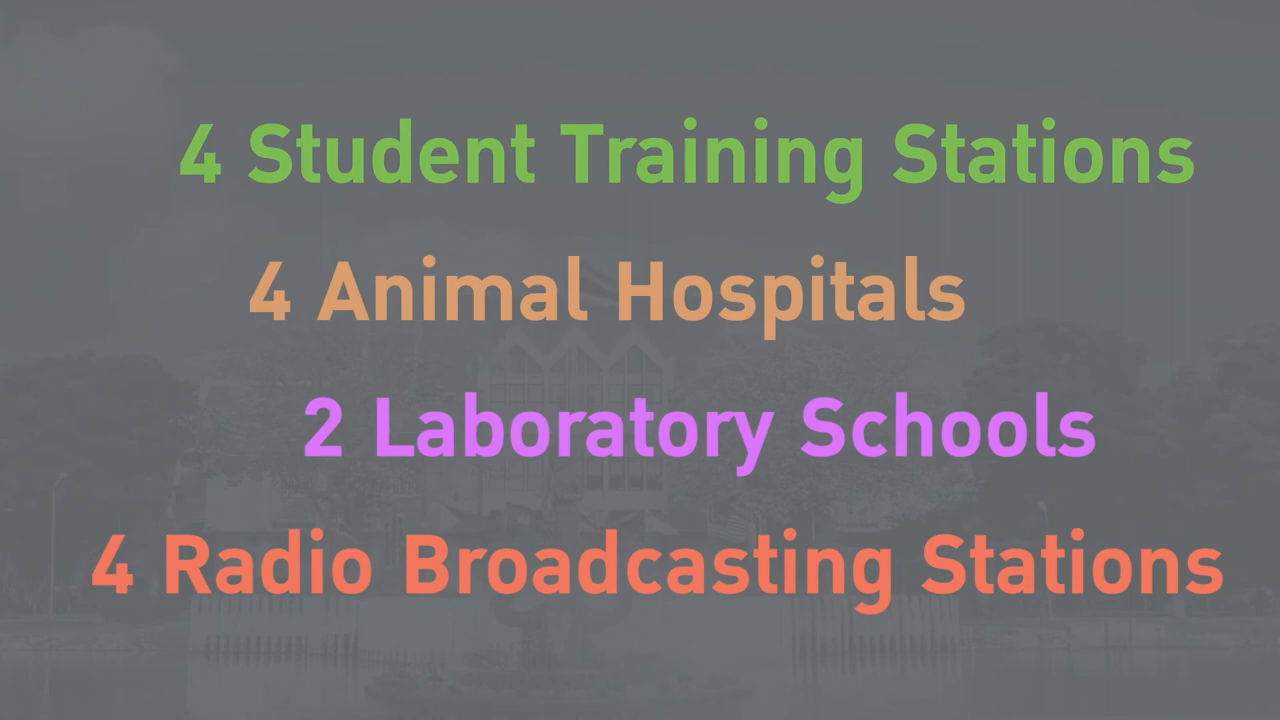 4 Student Training Stations
4 Animal Hospitals
2 Laboratory Schools
4 Radio Broadcasting Stations